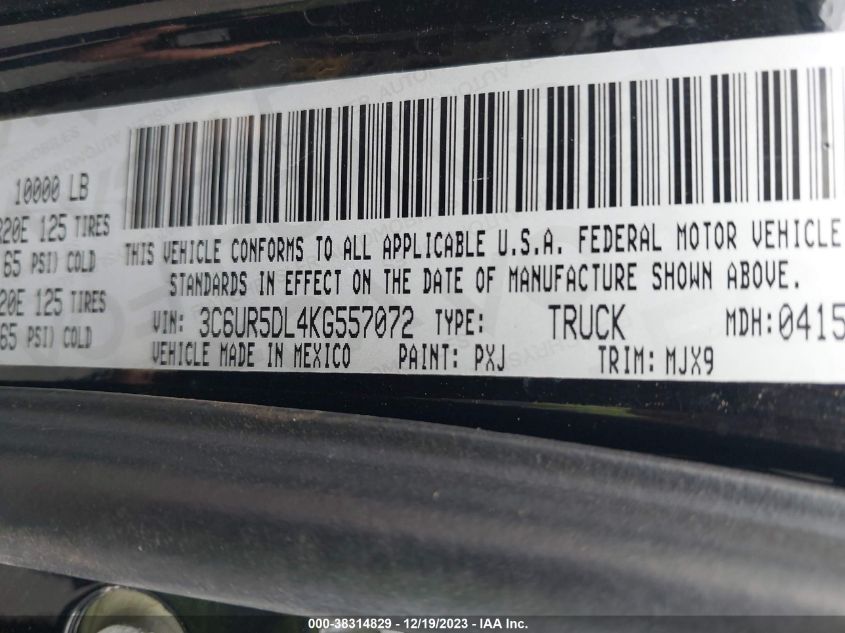 10000 LB
20E 125 TIRES
65 PSI) COLD
20E 125 TIRES
65 PSI) COLD
THIS VEHICLE CONFORMS TO ALL APPLICABLE U.S.A. FEDERAL MOTOR VEHICLE
STANDARDS IN EFFECT ON THE DATE OF MANUFACTURE SHOWN ABOVE.
VIN: 3C6UR5DL4KG557072 TYPE: TRUCK MDH:0415
VEHICLE MADE IN MEXICO PAINT: PXJ TRIM: MJX9
000-38314829 - 12/19/2023 - IAA Inc.